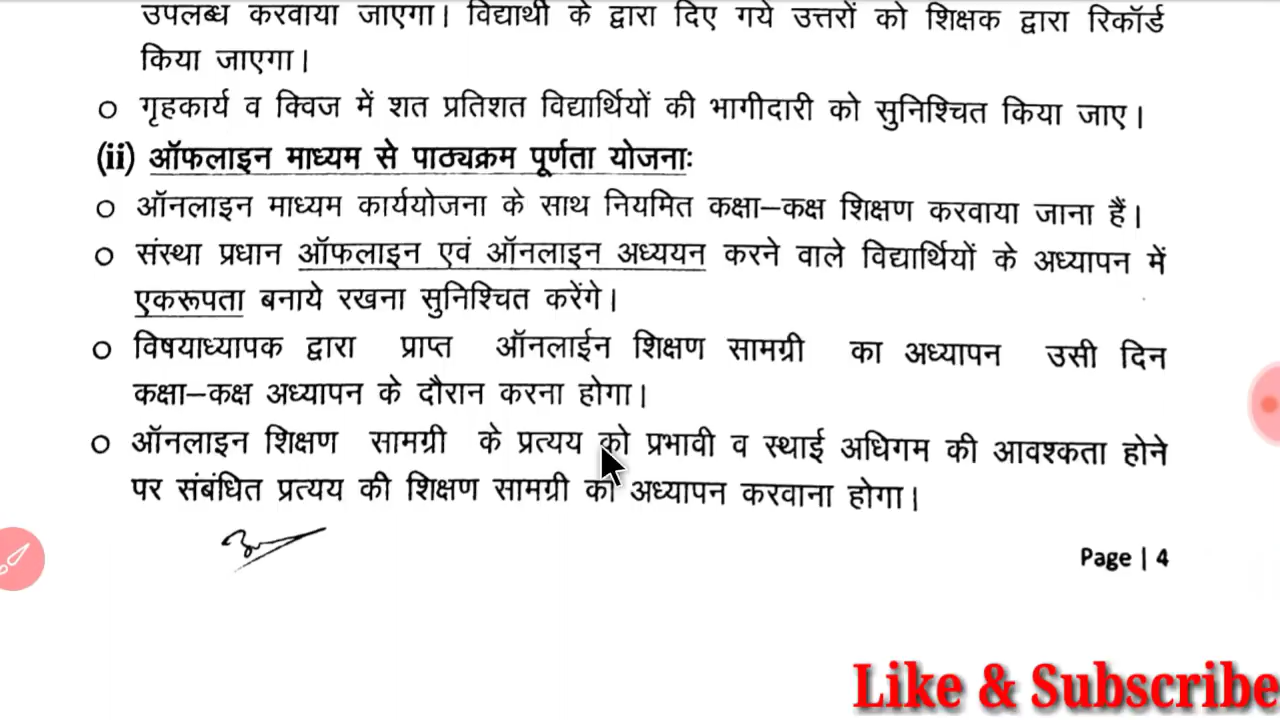 उपलब्ध करवाया जाएगा। विद्यार्थी के द्वारा दिए गये उत्तरों को शिक्षक द्वारा रिकॉर्ड
किया जाएगा।
o गृहकार्य व क्विज में शत प्रतिशत विद्यार्थियों की भागीदारी को सुनिश्चित किया जाए।
(ii) ऑफलाइन माध्यम से पाठ्यक्रम पूर्णता योजनाः
o ऑनलाइन माध्यम कार्ययोजना के साथ नियमित कक्षा–कक्ष शिक्षण करवाया जाना हैं।
o संस्था प्रधान ऑफलाइन एवं ऑनलाइन अध्ययन करने वाले विद्यार्थियों के अध्यापन में
एकरूपता बनाये रखना सुनिश्चित करेंगे।
o विषयाध्यापक द्वारा प्राप्त ऑनलाईन शिक्षण सामग्री का अध्यापन उसी दिन
कक्षा–कक्ष अध्यापन के दौरान करना होगा।
o ऑनलाइन शिक्षण सामग्री के प्रत्यय को प्रभावी व स्थाई अधिगम की आवश्कता होने
पर संबंधित प्रत्यय की शिक्षण सामग्री का अध्यापन करवाना होगा।
Page | 4
Like & Subscribe